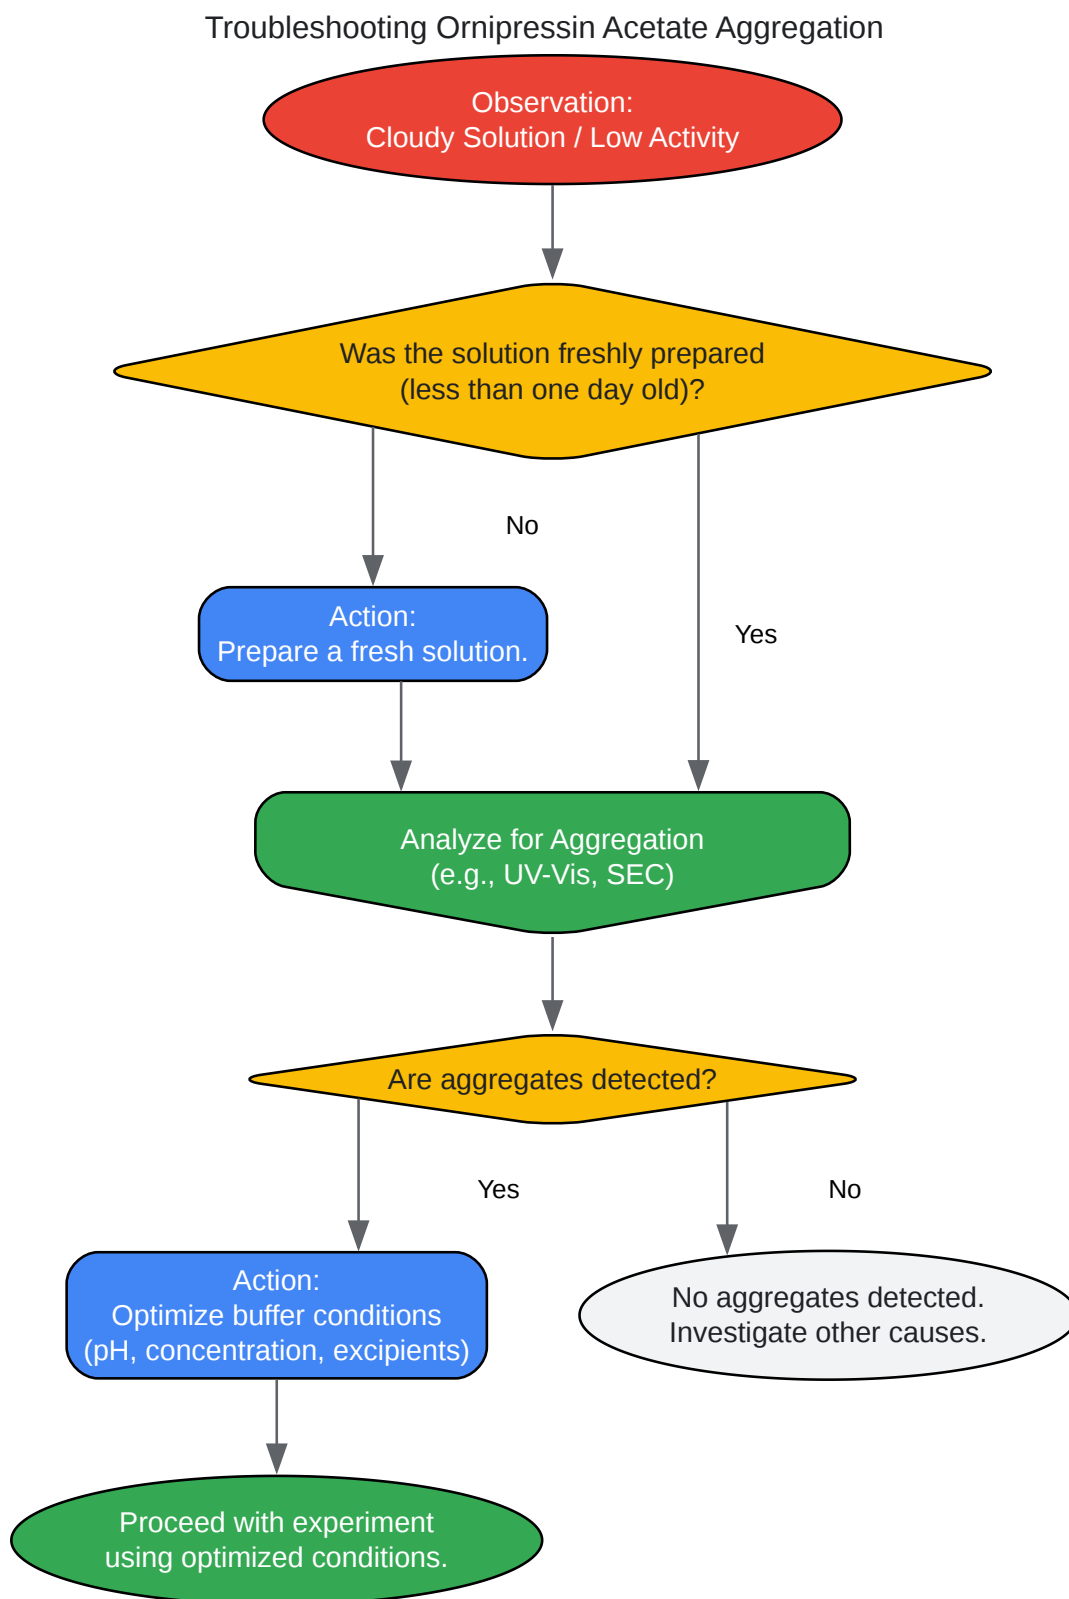 Troubleshooting Ornipressin Acetate Aggregation
Observation:
Cloudy Solution / Low Activity
Was the solution freshly prepared
(less than one day old)?
No
Action:
Prepare a fresh solution.
Yes
Analyze for Aggregation
(e.g., UV-Vis, SEC)
Are aggregates detected?
Yes
No
Action:
Optimize buffer conditions
(pH, concentration, excipients)
No aggregates detected.
Investigate other causes.
Proceed with experiment
using optimized conditions.